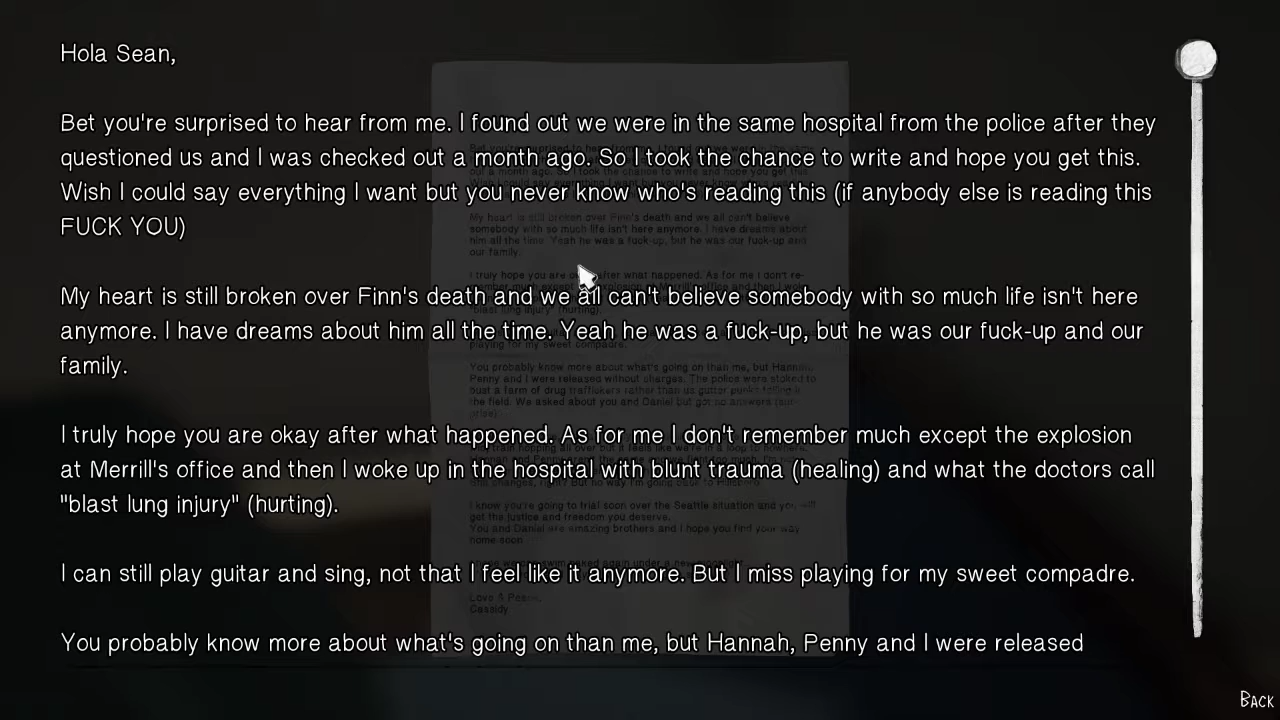 Hola Sean,
Bet you're surprised to hear from me. I found out we were in the same hospital from the police after they
questioned us and I was checked out a month ago. So I took the chance to write and hope you get this.
Wish I could say everything I want but you never know who's reading this (if anybody else is reading this
FUCK YOU)
My heart is still broken over Finn's death and we all can't believe somebody with so much life isn't here
anymore. I have dreams about him all the time. Yeah he was a fuck-up, but he was our fuck-up and our
family.
I truly hope you are okay after what happened. As for me I don't remember much except the explosion
at Merrill's office and then I woke up in the hospital with blunt trauma (healing) and what the doctors call
"blast lung injury" (hurting).
I can still play guitar and sing, not that I feel like it anymore. But I miss playing for my sweet compadre.
You probably know more about what's going on than me, but Hannah, Penny and I were released
BACK